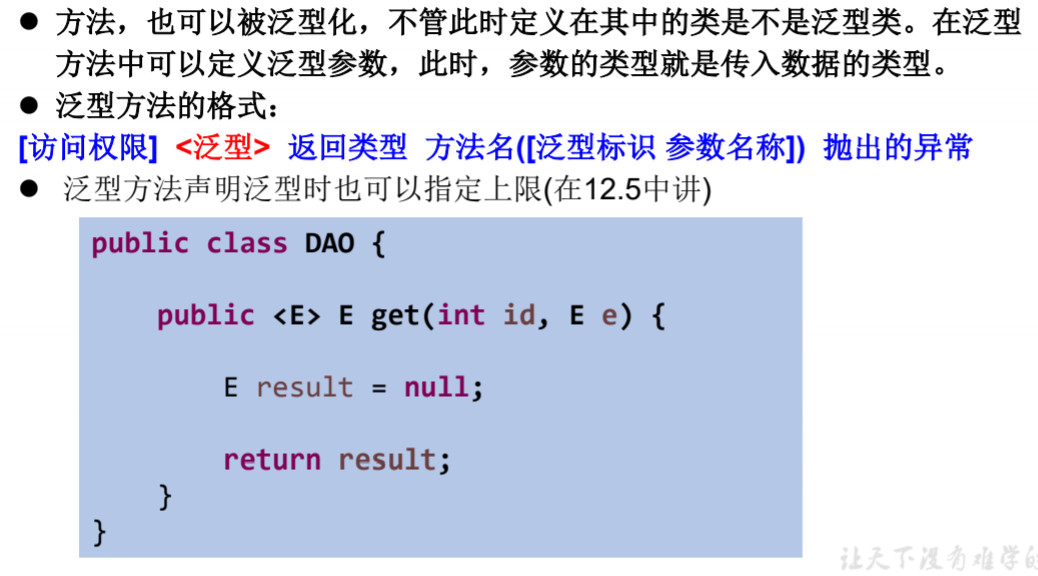 ● 方法，也可以被泛型化，不管此时定义在其中的类是不是泛型类。在泛型
方法中可以定义泛型参数，此时，参数的类型就是传入数据的类型。
● 泛型方法的格式：
[访问权限] <泛型> 返回类型 方法名([泛型标识 参数名称]) 抛出的异常
● 泛型方法声明泛型时也可以指定上限(在12.5中讲)
public class DAO {
public <E> E get(int id, E e) {
E result = null;
return result;
}
}
让天下没有难学的